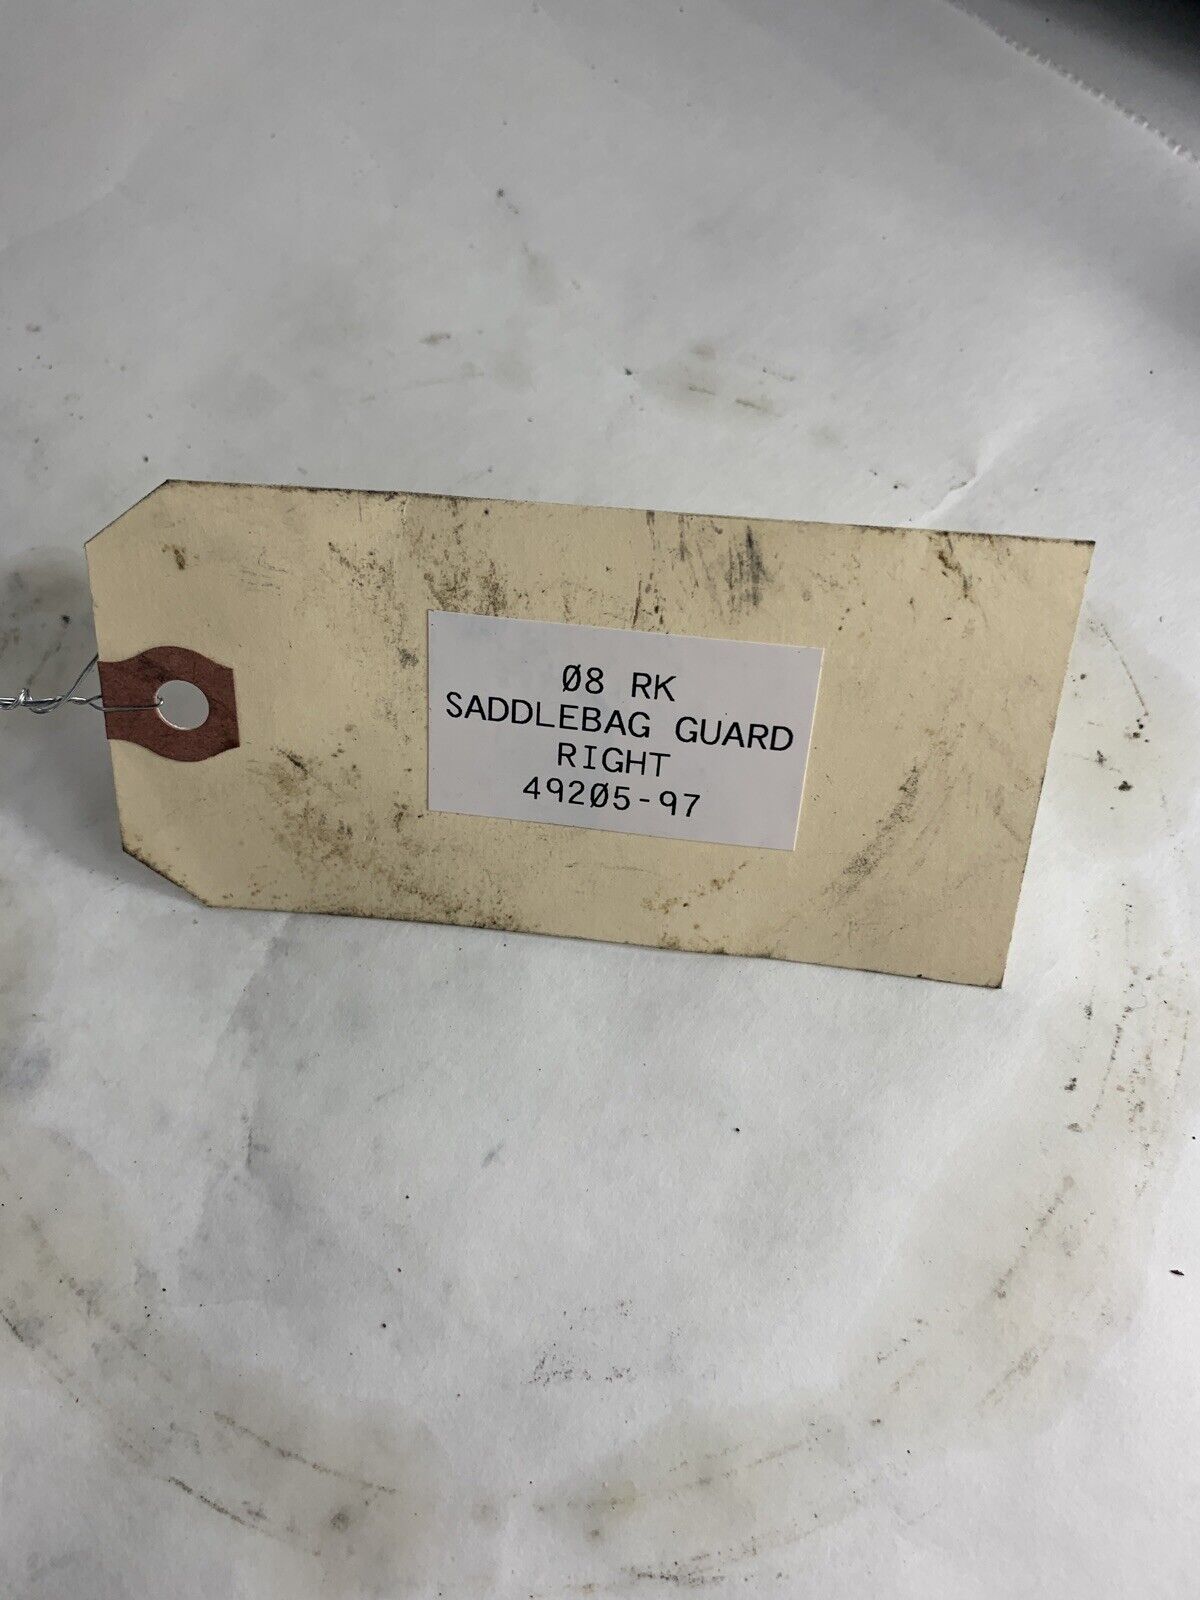 Ø8 RK
SADDLEBAG GUARD
RIGHT
492Ø5-97